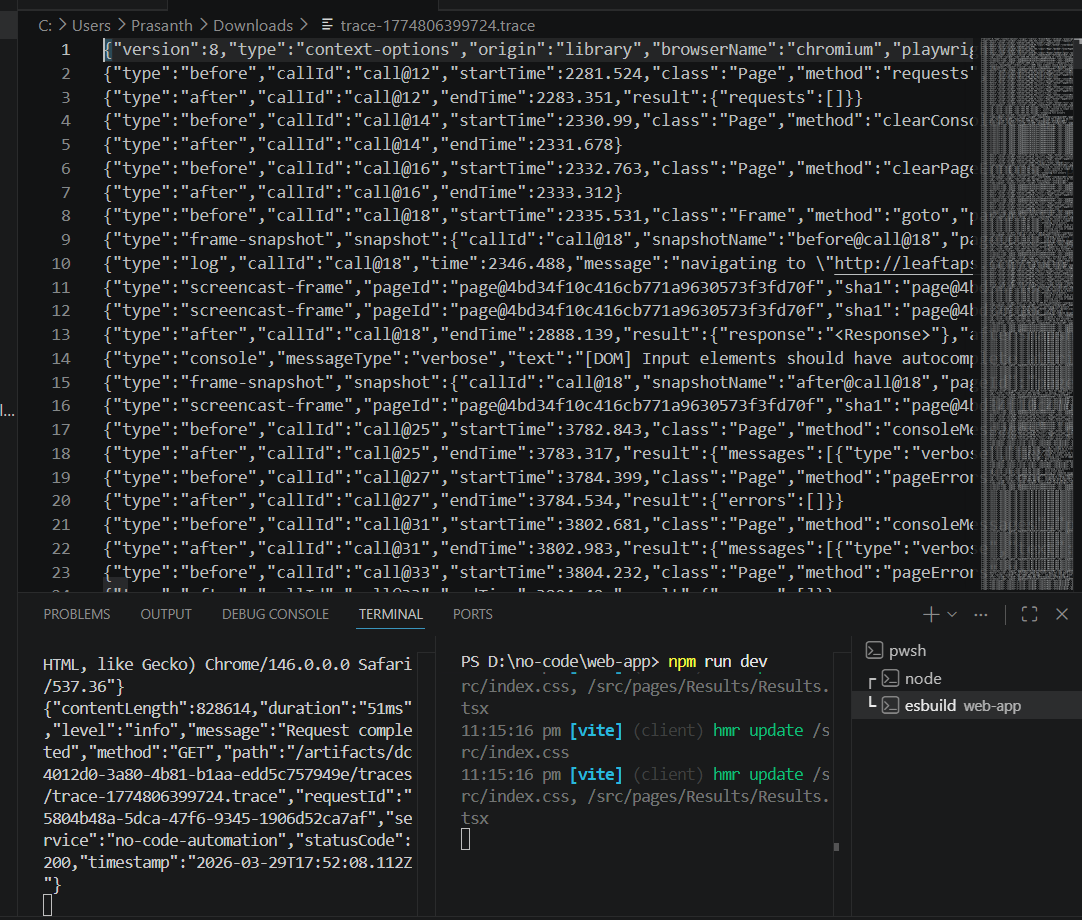 C: > Users > Prasanth > Downloads > trace-1774806399724.trace
1 {"version":8,"type":"context-options","origin":"library","browserName":"chromium","playwrig
2 {"type":"before","callId":"call@12","startTime":2281.524,"class":"Page","method":"requests"
3 {"type":"after","callId":"call@12","endTime":2283.351,"result":{"requests":[]}}
4 {"type":"before","callId":"call@14","startTime":2330.99,"class":"Page","method":"clearConso
5 {"type":"after","callId":"call@14","endTime":2331.678}
6 {"type":"before","callId":"call@16","startTime":2332.763,"class":"Page","method":"clearPage
7 {"type":"after","callId":"call@16","endTime":2333.312}
8 {"type":"before","callId":"call@18","startTime":2335.531,"class":"Frame","method":"goto","p
9 {"type":"frame-snapshot","snapshot":{"callId":"call@18","snapshotName":"before@call@18","pa
10 {"type":"log","callId":"call@18","time":2346.488,"message":"navigating to \"http://leaftaps
11 {"type":"screencast-frame","pageId":"page@4bd34f10c416cb771a9630573f3fd70f","sha1":"page@4b
12 {"type":"screencast-frame","pageId":"page@4bd34f10c416cb771a9630573f3fd70f","sha1":"page@4b
13 {"type":"after","callId":"call@18","endTime":2888.139,"result":{"response":"<Response>"},"a
14 {"type":"console","messageType":"verbose","text":"[DOM] Input elements should have autocomp
15 {"type":"frame-snapshot","snapshot":{"callId":"call@18","snapshotName":"after@call@18","pag
16 {"type":"screencast-frame","pageId":"page@4bd34f10c416cb771a9630573f3fd70f","sha1":"page@4b
17 {"type":"before","callId":"call@25","startTime":3782.843,"class":"Page","method":"consoleMe
18 {"type":"after","callId":"call@25","endTime":3783.317,"result":{"messages":[{"type":"verbos
19 {"type":"before","callId":"call@27","startTime":3784.399,"class":"Page","method":"pageError
20 {"type":"after","callId":"call@27","endTime":3784.534,"result":{"errors":[]}}
21 {"type":"before","callId":"call@31","startTime":3802.681,"class":"Page","method":"consoleMe
22 {"type":"after","callId":"call@31","endTime":3802.983,"result":{"messages":[{"type":"verbos
23 {"type":"before","callId":"call@33","startTime":3804.232,"class":"Page","method":"pageError
l...
PROBLEMS OUTPUT DEBUG CONSOLE TERMINAL PORTS
HTML, like Gecko) Chrome/146.0.0.0 Safari
/537.36"}
{"contentLength":828614,"duration":"51ms"
,"level":"info","message":"Request comple
ted","method":"GET","path":"/artifacts/dc
4012d0-3a80-4b81-b1aa-edd5c757949e/traces
/trace-1774806399724.trace","requestId":"
5804b48a-5dca-47f6-9345-1906d52ca7af","se
rvice":"no-code-automation","statusCode":
200,"timestamp":"2026-03-29T17:52:08.112Z
"}
PS D:\no-code\web-app> npm run dev
rc/index.css, /src/pages/Results/Results.
tsx
11:15:16 pm [vite] (client) hmr update /s
rc/index.css
11:15:16 pm [vite] (client) hmr update /s
rc/index.css, /src/pages/Results/Results.
tsx
pwsh
node
esbuild web-app